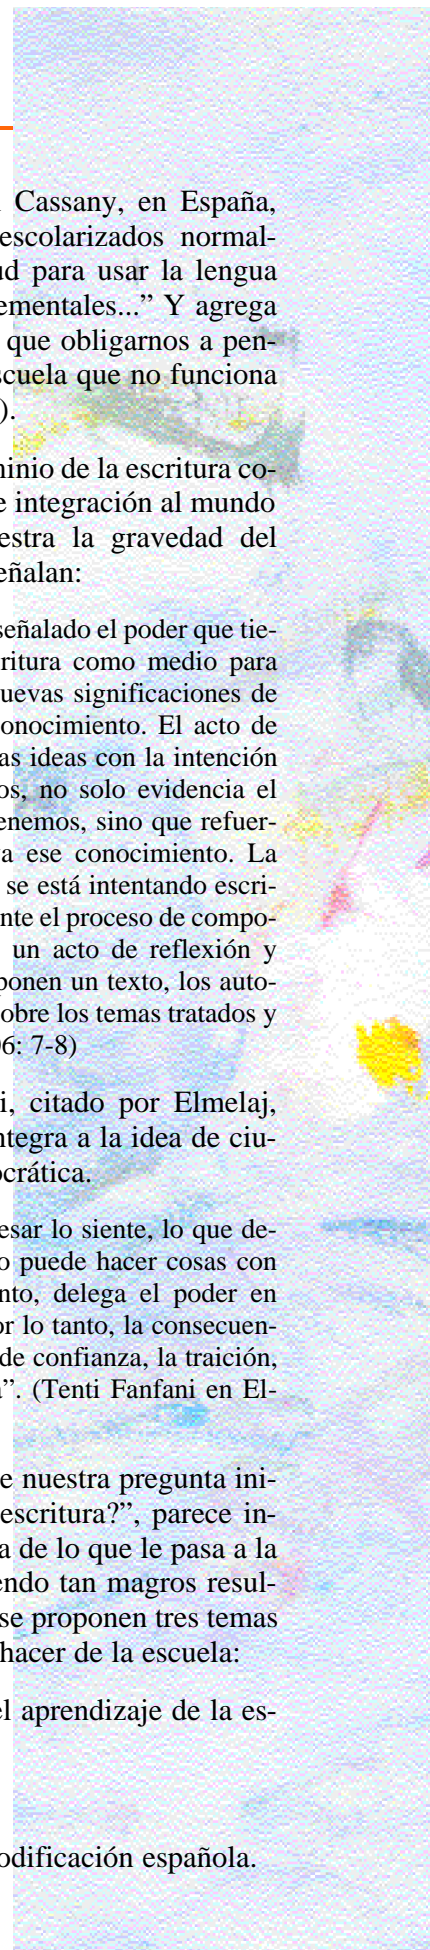 Cassany, en España,
escolarizados normal-
ud para usar la lengua
ementales..." Y agrega
que obligarnos a pen-
scuela que no funciona
).
minio de la escritura co-
e integración al mundo
estra la gravedad del
eñalan:
señalado el poder que tie-
critura como medio para
uevas significaciones de
onocimiento. El acto de
as ideas con la intención
os, no solo evidencia el
enemos, sino que refuer-
va ese conocimiento. La
se está intentando escri-
nte el proceso de compo-
un acto de reflexión y
ponen un texto, los auto-
obre los temas tratados y
06: 7-8)
i, citado por Elmelaj,
ntegra a la idea de ciu-
ocrática.
esar lo siente, lo que de-
o puede hacer cosas con
nto, delega el poder en
or lo tanto, la consecuen-
de confianza, la traición,
a”. (Tenti Fanfani en El-
e nuestra pregunta ini-
escritura?”, parece in-
a de lo que le pasa a la
endo tan magros resul-
se proponen tres temas
hacer de la escuela:
el aprendizaje de la es-
odificación española.